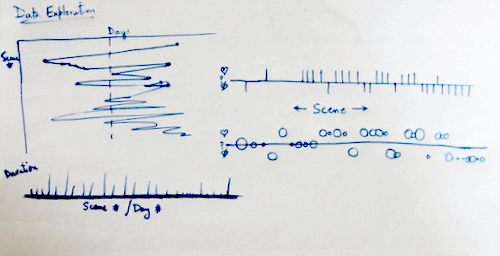 Data Exploration
Days
Scene
← Scene →
Duration
Scene # / Day #